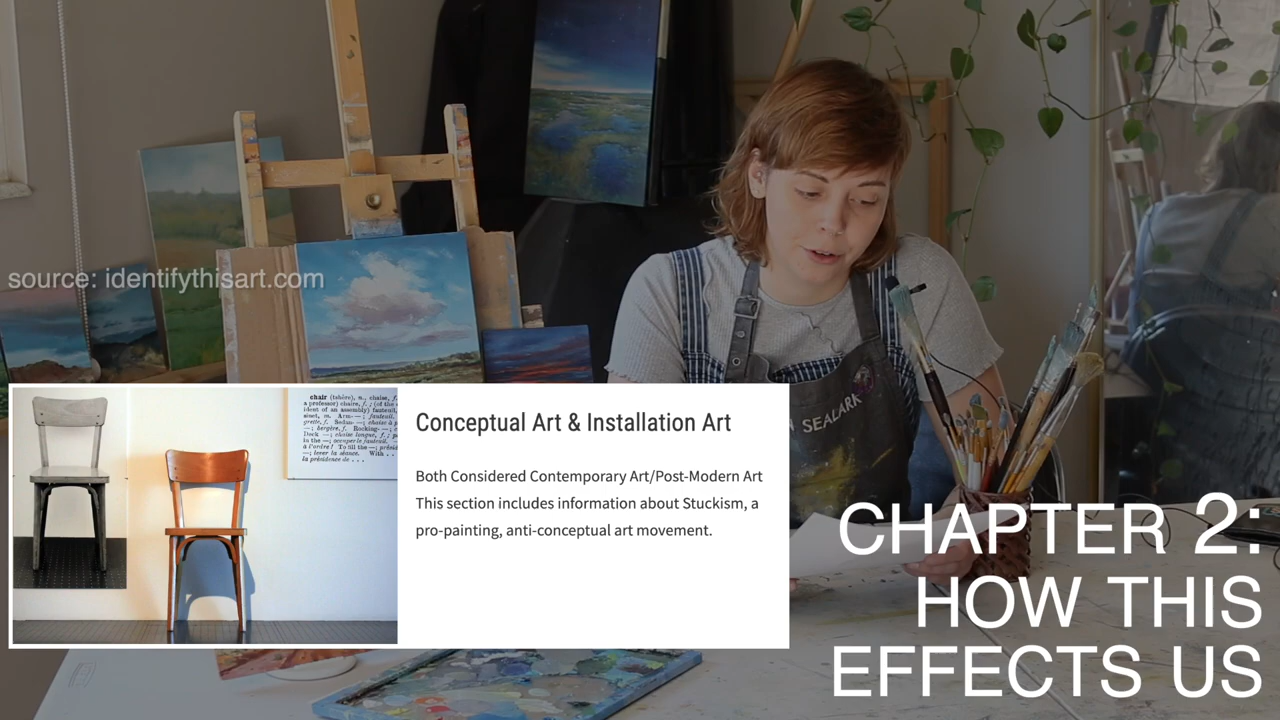 source: identifythisart.com
chair
Conceptual Art & Installation Art
Both Considered Contemporary Art/Post-Modern Art
This section includes information about Stuckism, a
pro-painting, anti-conceptual art movement.
SEALARK
CHAPTER 2:
HOW THIS
EFFECTS US